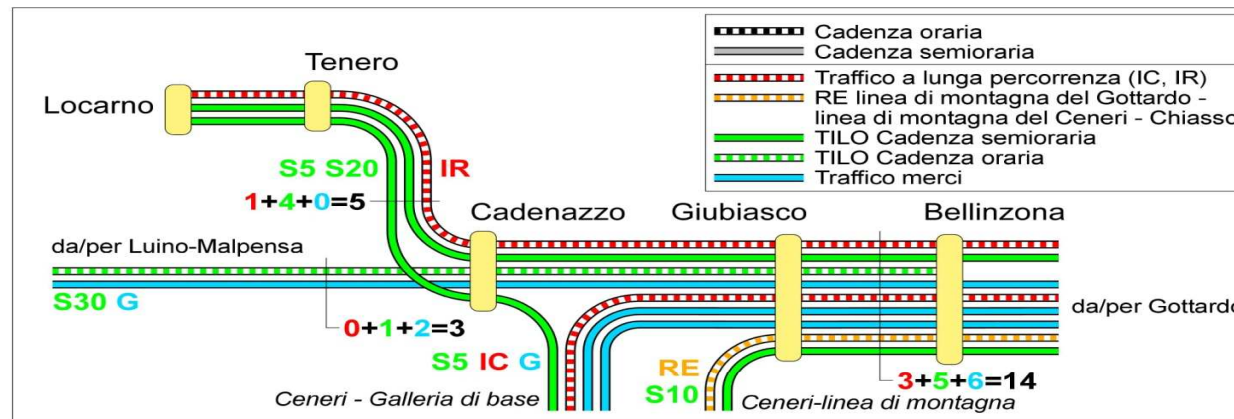 Cadenza oraria
Cadenza semioraria
Traffico a lunga percorrenza (IC, IR)
RE linea di montagna del Gottardo -
linea di montagna del Ceneri - Chiasso
TILO Cadenza semioraria
TILO Cadenza oraria
Traffico merci
Tenero
Locarno
S5 S20 IR
1+4+0=5
Cadenazzo
Giubiasco
Bellinzona
da/per Luino-Malpensa
S30 G
0+1+2=3
da/per Gottardo
S5 IC G
RE
S10
3+5+6=14
Ceneri - Galleria di base
Ceneri-linea di montagna